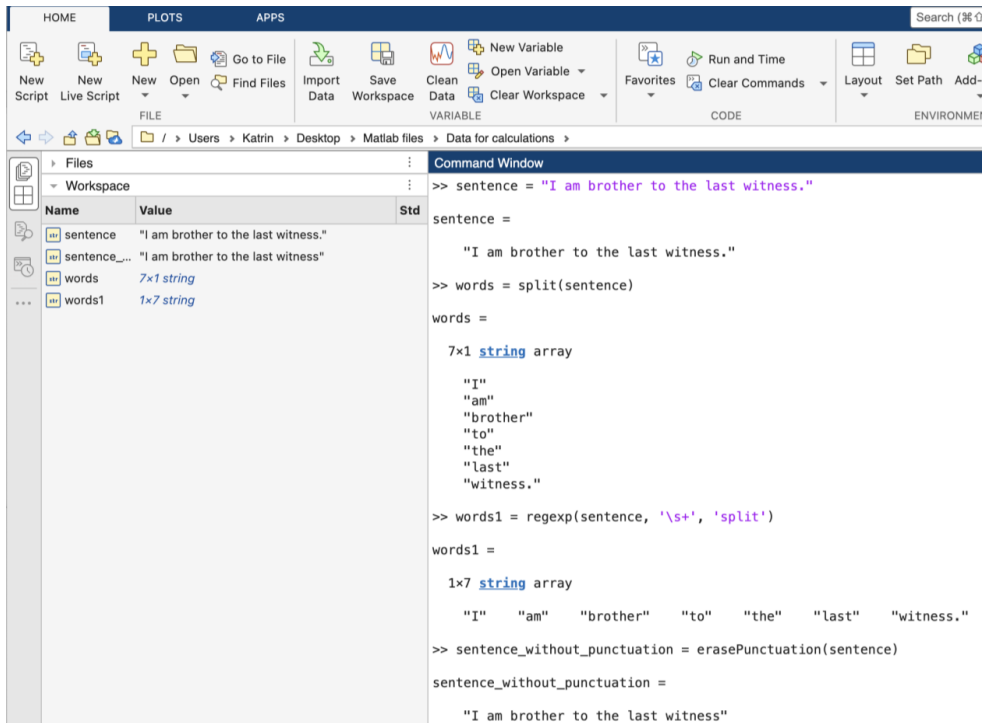 HOME PLOTS APPS Search (⌘
New Script
New Live Script
New
Open
Go to File
Find Files
FILE
Import Data
Save Workspace
Clean Data
New Variable
Open Variable
Clear Workspace
VARIABLE
Favorites
Run and Time
Clear Commands
CODE
Layout
Set Path
Add-
ENVIRONME
/ › Users › Katrin › Desktop › Matlab files › Data for calculations ›
Files
Workspace
Name Value Std
sentence "I am brother to the last witness."
sentence_... "I am brother to the last witness"
words 7×1 string
words1 1×7 string
Command Window
>> sentence = "I am brother to the last witness."
sentence =
"I am brother to the last witness."
>> words = split(sentence)
words =
7×1 string array
"I"
"am"
"brother"
"to"
"the"
"last"
"witness."
>> words1 = regexp(sentence, '\s+', 'split')
words1 =
1×7 string array
"I" "am" "brother" "to" "the" "last" "witness."
>> sentence_without_punctuation = erasePunctuation(sentence)
sentence_without_punctuation =
"I am brother to the last witness"